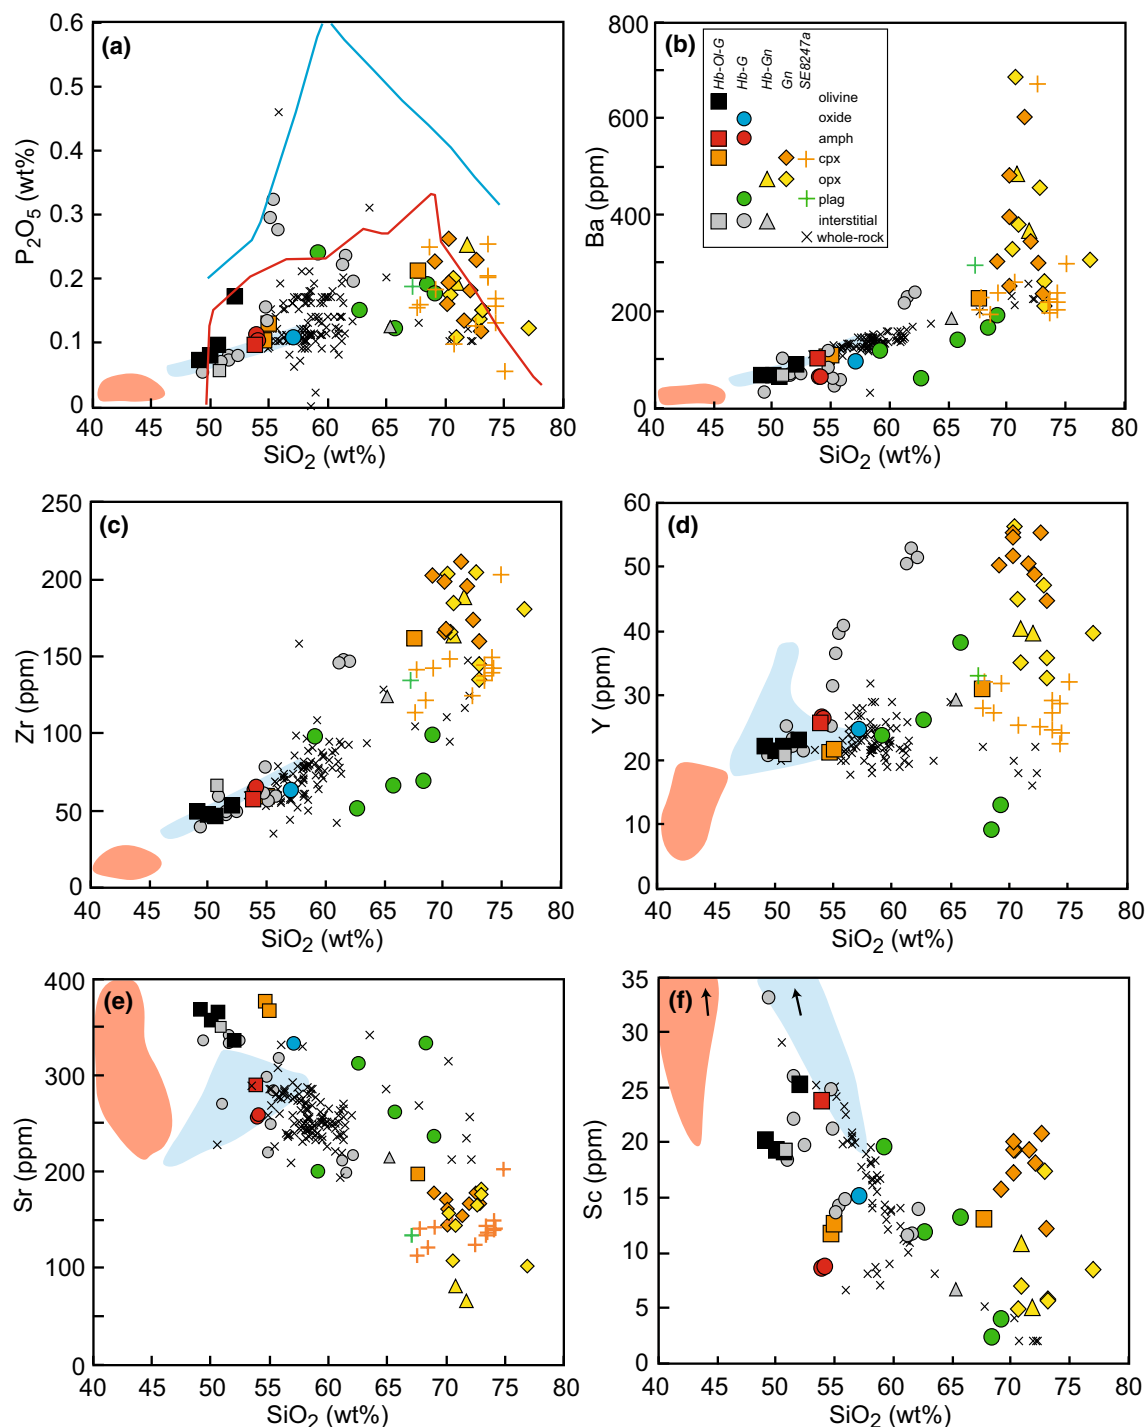 (a)
P2O5 (wt%)
0.6
0.5
0.4
0.3
0.2
0.1
0
40 45 50 55 60 65 70 75 80
SiO2 (wt%)
(b)
Ba (ppm)
800
600
400
200
0
40 45 50 55 60 65 70 75 80
SiO2 (wt%)
Hb-Ol-G
Hb-G
Hb-Gn
Gn
SE8247a
olivine
oxide
amph
cpx
opx
plag
interstitial
whole-rock
(c)
Zr (ppm)
250
200
150
100
50
0
40 45 50 55 60 65 70 75 80
SiO2 (wt%)
(d)
Y (ppm)
60
50
40
30
20
10
0
40 45 50 55 60 65 70 75 80
SiO2 (wt%)
(e)
Sr (ppm)
400
300
200
100
0
40 45 50 55 60 65 70 75 80
SiO2 (wt%)
(f)
Sc (ppm)
35
30
25
20
15
10
5
0
40 45 50 55 60 65 70 75 80
SiO2 (wt%)